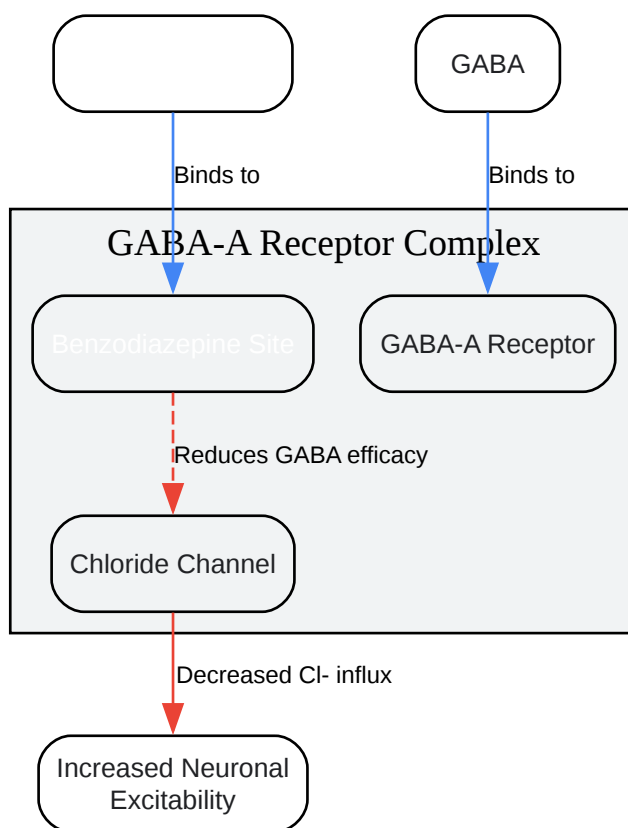 GABA
Binds to
Binds to
GABA-A Receptor Complex
Benzodiazepine Site
GABA-A Receptor
Reduces GABA efficacy
Chloride Channel
Decreased Cl- influx
Increased Neuronal
Excitability